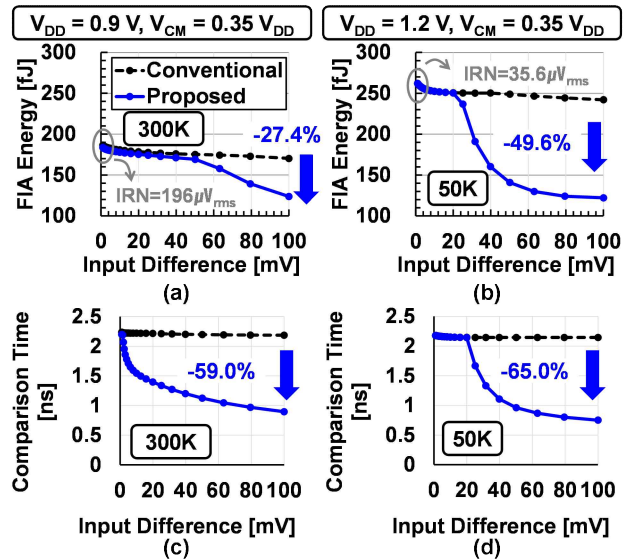 V_DD = 0.9 V, V_CM = 0.35 V_DD
V_DD = 1.2 V, V_CM = 0.35 V_DD
FIA Energy [fJ]
300
250
200
150
100
Conventional
Proposed
300K
-27.4%
IRN=196μV_rms
0 20 40 60 80 100
Input Difference [mV]
(a)
FIA Energy [fJ]
350
300
250
200
150
100
IRN=35.6μV_rms
-49.6%
50K
0 20 40 60 80 100
Input Difference [mV]
(b)
Comparison Time
[ns]
2.5
2
1.5
1
0.5
0
-59.0%
300K
0 20 40 60 80 100
Input Difference [mV]
(c)
Comparison Time
[ns]
2.5
2
1.5
1
0.5
0
-65.0%
50K
0 20 40 60 80 100
Input Difference [mV]
(d)